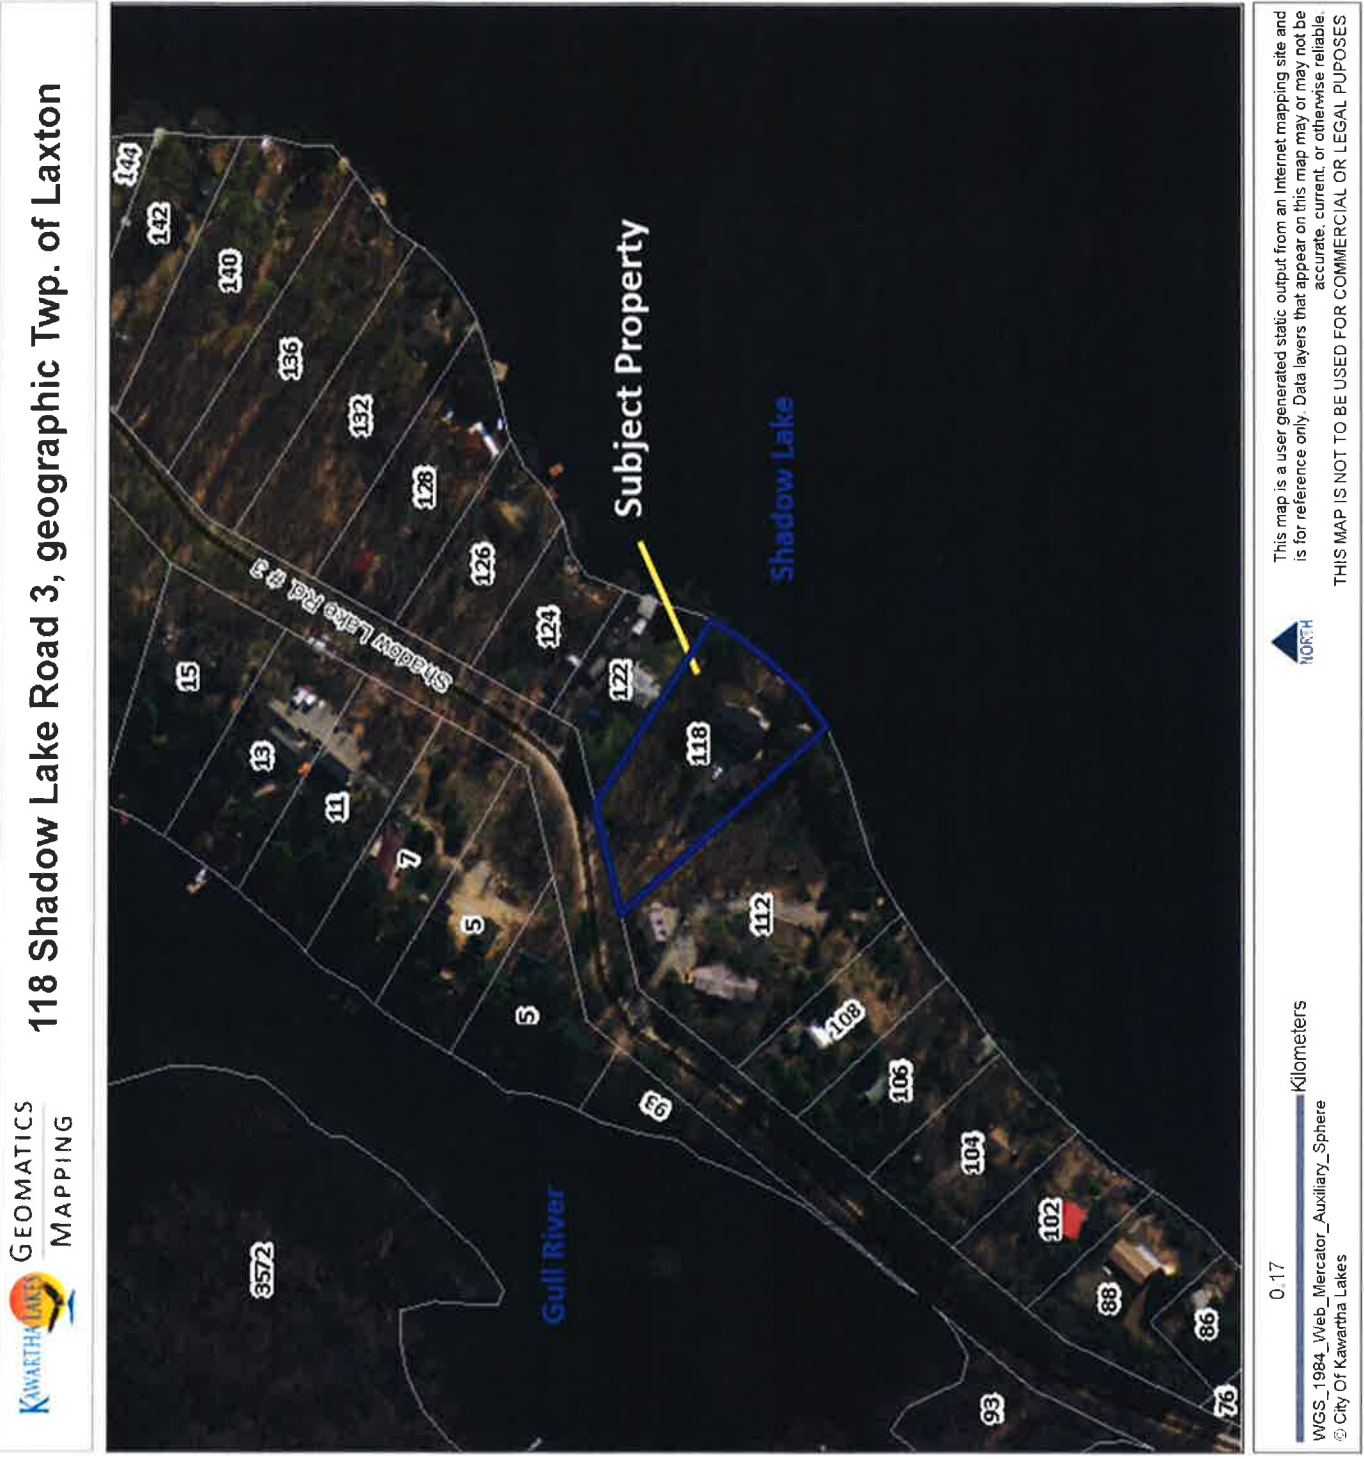 KAWARTHA LAKES
GEOMATICS
MAPPING
118 Shadow Lake Road 3, geographic Twp. of Laxton
144
142
140
136
132
128
126
124
122
118
112
108
106
104
102
88
86
76
93
93
5
5
7
11
13
15
3572
Shadow Lake Rd. # 3
Subject Property
Shadow Lake
Gull River
0.17
Kilometers
WGS_1984_Web_Mercator_Auxiliary_Sphere
© City Of Kawartha Lakes
NORTH
This map is a user generated static output from an Internet mapping site and
is for reference only. Data layers that appear on this map may or may not be
accurate, current, or otherwise reliable.
THIS MAP IS NOT TO BE USED FOR COMMERCIAL OR LEGAL PUPOSES